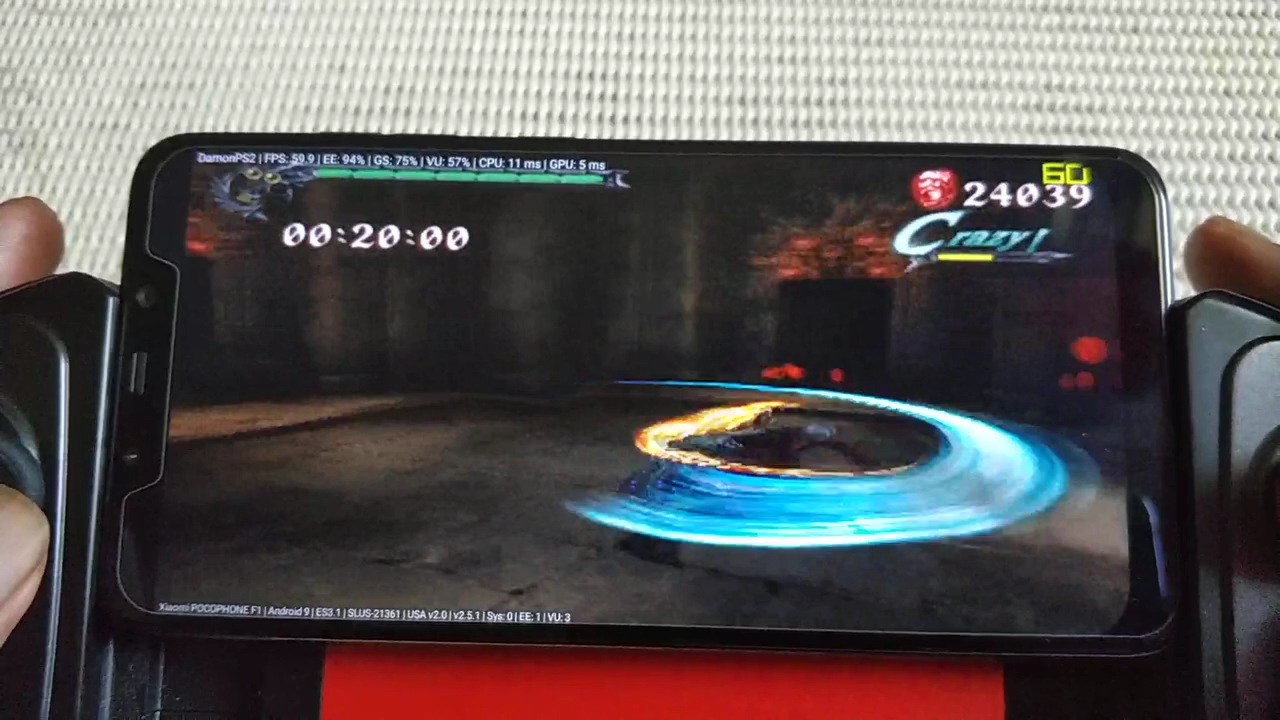 DamonPS2 | FPS: 59.9 | EE: 94% | GS: 75% | VU: 57% | CPU: 11 ms | GPU: 5 ms
60
24039
00:20:00
Crazy!
Xiaomi POCOPHONE F1 | Android 9 | ES3.1 | SLUS-21361 | USA v2.0 | v2.5.1 | Sys: 0 | EE: 1 | VU: 3